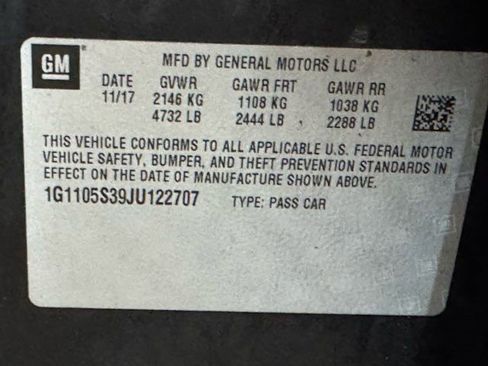 GM
MFD BY GENERAL MOTORS LLC
DATE GVWR GAWR FRT GAWR RR
11/17 2146 KG 1108 KG 1038 KG
4732 LB 2444 LB 2288 LB
THIS VEHICLE CONFORMS TO ALL APPLICABLE U.S. FEDERAL MOTOR
VEHICLE SAFETY, BUMPER, AND THEFT PREVENTION STANDARDS IN
EFFECT ON THE DATE OF MANUFACTURE SHOWN ABOVE.
1G1105S39JU122707 TYPE: PASS CAR